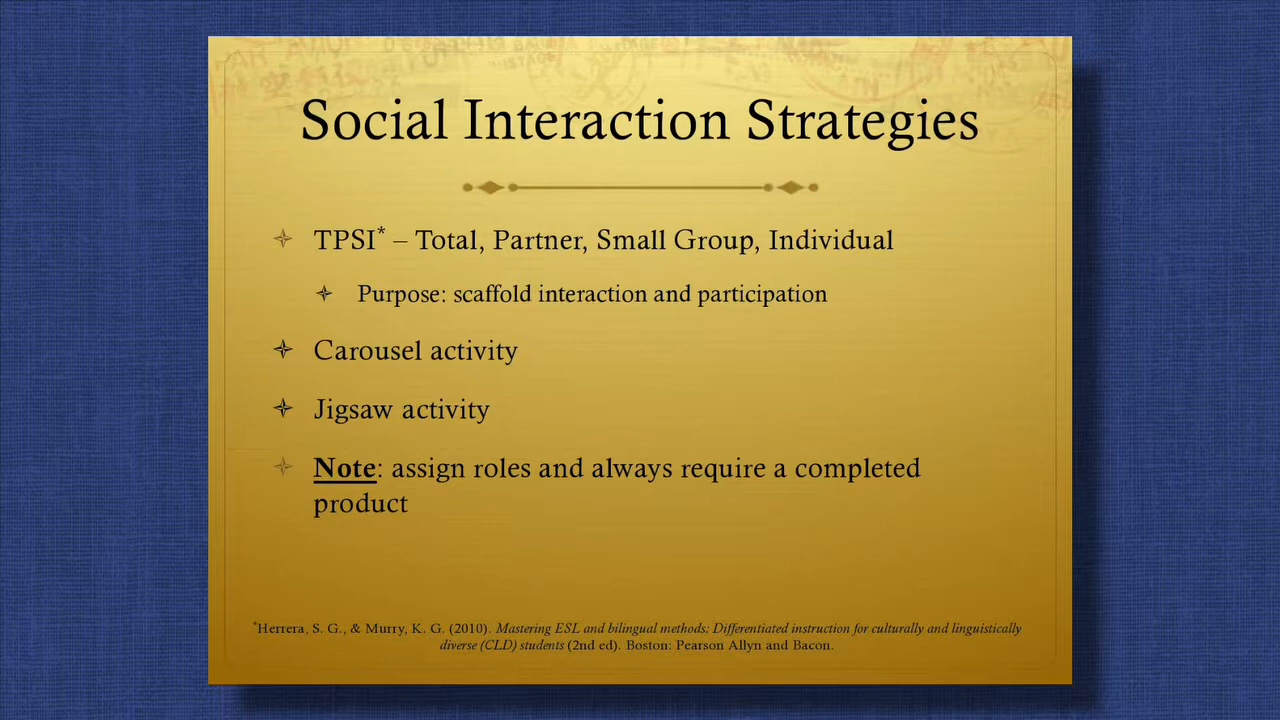 Social Interaction Strategies
TPSI* – Total, Partner, Small Group, Individual
Purpose: scaffold interaction and participation
Carousel activity
Jigsaw activity
Note: assign roles and always require a completed
product
*Herrera, S. G., & Murry, K. G. (2010). Mastering ESL and bilingual methods: Differentiated instruction for culturally and linguistically
diverse (CLD) students (2nd ed). Boston: Pearson Allyn and Bacon.